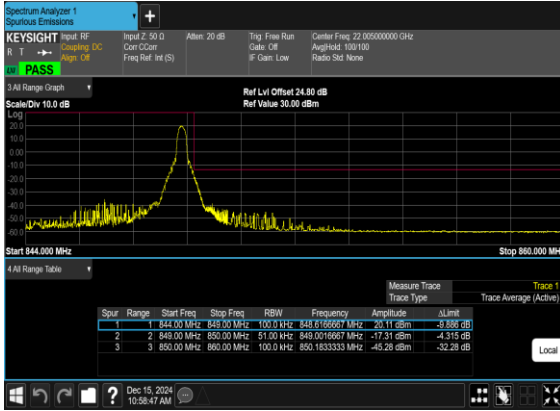 Spectrum Analyzer 1
Spurious Emissions
+
KEYSIGHT Input: RF Input Z: 50 Ω Atten: 20 dB Trig: Free Run Center Freq: 22.005000000 GHz
R T Coupling: DC Corr CCorr Gate: Off Avg|Hold: 100/100
Align: Off Freq Ref: Int (S) IF Gain: Low Radio Std: None
PASS
3 All Range Graph
Ref Lvl Offset 24.80 dB
Scale/Div 10.0 dB Ref Value 30.00 dBm
Log
20.0
10.0
0.00
-10.0
-20.0
-30.0
-40.0
-50.0
-60.0
Start 844.000 MHz Stop 860.000 MH
4 All Range Table
Measure Trace Trace 1
Trace Type Trace Average (Active)
Spur Range Start Freq Stop Freq RBW Frequency Amplitude ΔLimit
1 1 844.00 MHz 849.00 MHz 100.0 kHz 848.6166667 MHz 20.11 dBm -9.886 dB
2 2 849.00 MHz 850.00 MHz 51.00 kHz 849.0016667 MHz -17.31 dBm -4.315 dB
3 3 850.00 MHz 860.00 MHz 100.0 kHz 850.1833333 MHz -45.28 dBm -32.28 dB
Local
? Dec 15, 2024
10:58:47 AM